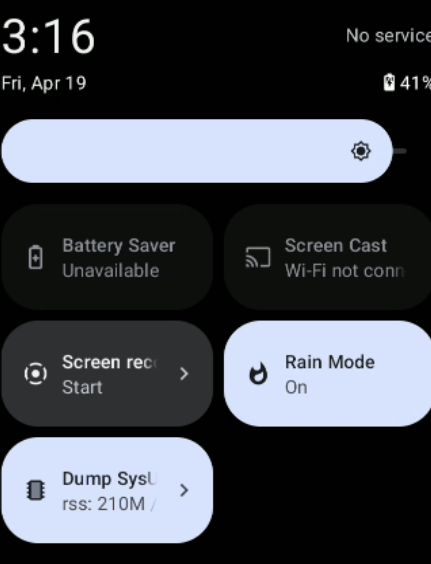 3:16
No service
Fri, Apr 19
41%
Battery Saver
Unavailable
Screen Cast
Wi-Fi not conn
Screen rec
Start
Rain Mode
On
Dump SysU
rss: 210M /